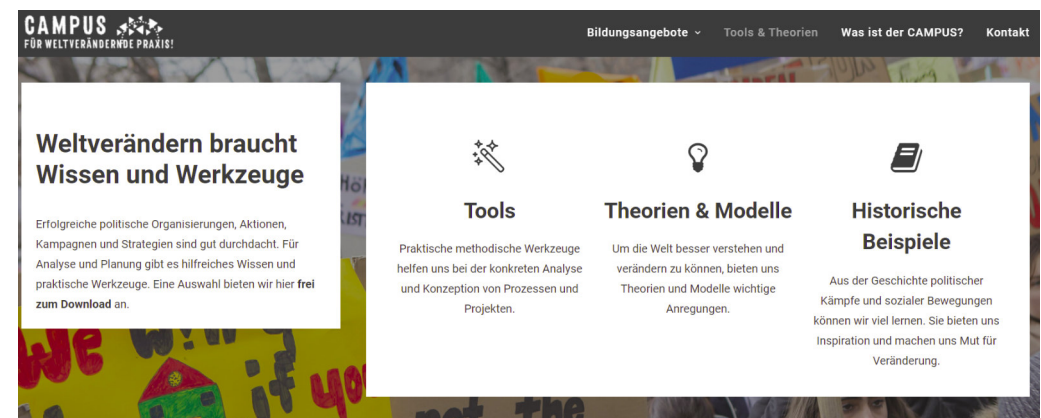 CAMPUS
FÜR WELTVERÄNDERNDE PRAXIS!
Bildungsangebote
Tools & Theorien
Was ist der CAMPUS?
Kontakt
Weltverändern braucht
Wissen und Werkzeuge
Erfolgreiche politische Organisierungen, Aktionen,
Kampagnen und Strategien sind gut durchdacht. Für
Analyse und Planung gibt es hilfreiches Wissen und
praktische Werkzeuge. Eine Auswahl bieten wir hier frei
zum Download an.
Tools
Praktische methodische Werkzeuge
helfen uns bei der konkreten Analyse
und Konzeption von Prozessen und
Projekten.
Theorien & Modelle
Um die Welt besser verstehen und
verändern zu können, bieten uns
Theorien und Modelle wichtige
Anregungen.
Historische
Beispiele
Aus der Geschichte politischer
Kämpfe und sozialer Bewegungen
können wir viel lernen. Sie bieten uns
Inspiration und machen uns Mut für
Veränderung.
We
if you
not the